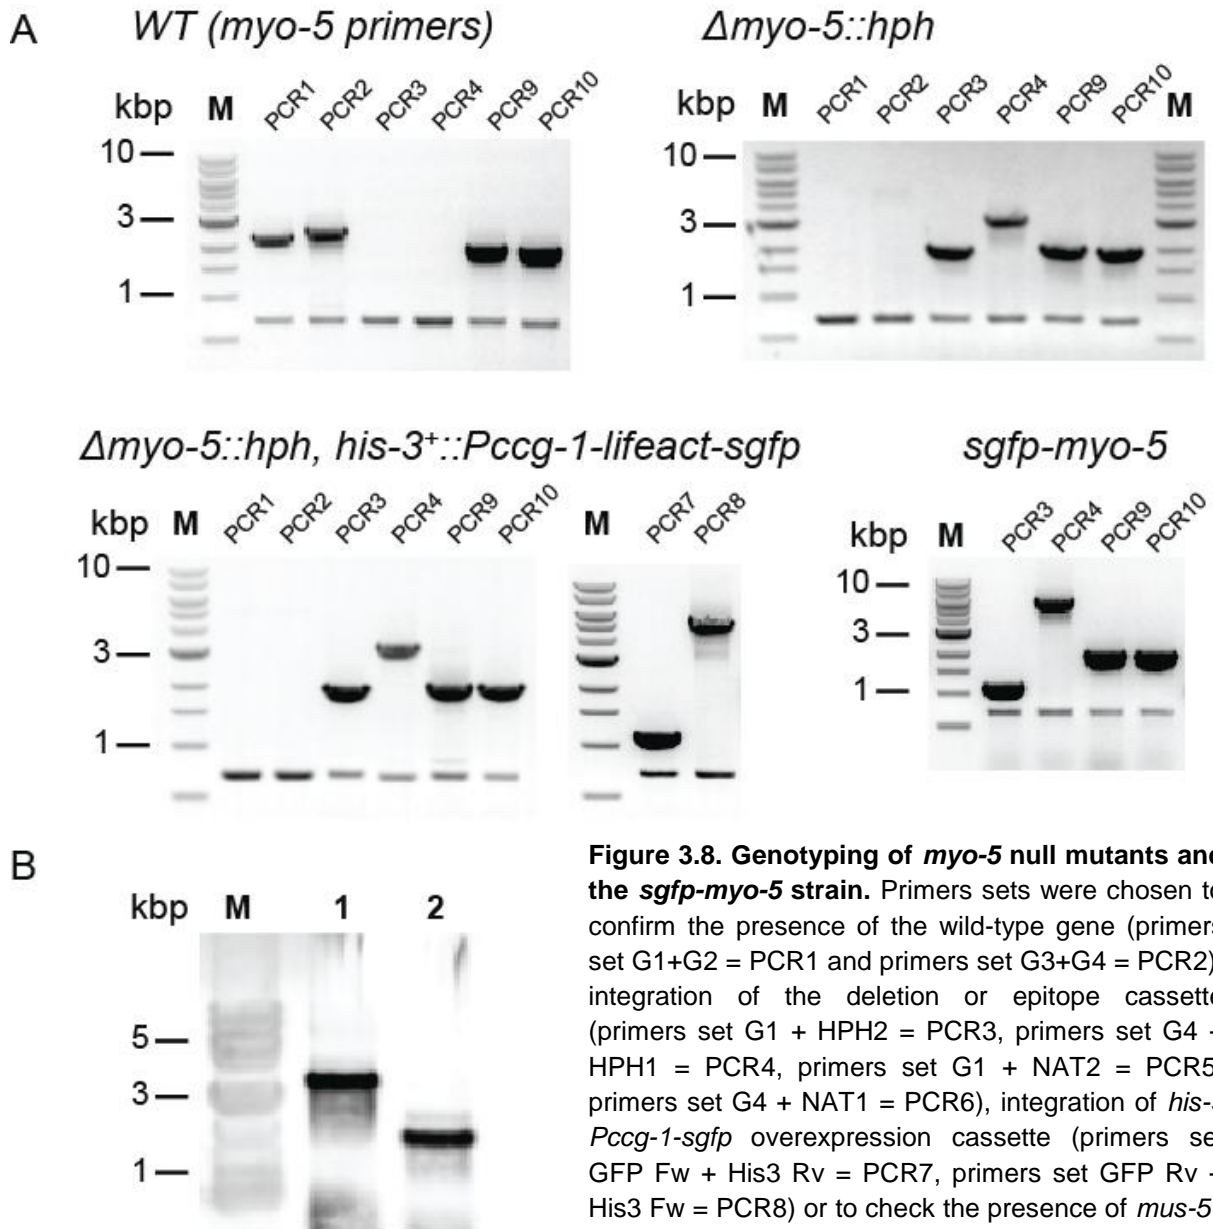 A
WT (myo-5 primers)
Δmyo-5::hph
kbp M PCR1 PCR2 PCR3 PCR4 PCR9 PCR10
10
3
1
kbp M PCR1 PCR2 PCR3 PCR4 PCR9 PCR10 M
10
3
1
Δmyo-5::hph, his-3+::Pccg-1-lifeact-sgfp
sgfp-myo-5
kbp M PCR1 PCR2 PCR3 PCR4 PCR9 PCR10
10
3
1
M PCR7 PCR8
kbp M PCR3 PCR4 PCR9 PCR10
10
3
1
B
kbp M 1 2
5
3
1
Figure 3.8. Genotyping of myo-5 null mutants and
the sgfp-myo-5 strain. Primers sets were chosen to
confirm the presence of the wild-type gene (primers
set G1+G2 = PCR1 and primers set G3+G4 = PCR2)
integration of the deletion or epitope cassette
(primers set G1 + HPH2 = PCR3, primers set G4
HPH1 = PCR4, primers set G1 + NAT2 = PCR5
primers set G4 + NAT1 = PCR6), integration of his-
Pccg-1-sgfp overexpression cassette (primers se
GFP Fw + His3 Rv = PCR7, primers set GFP Rv
His3 Fw = PCR8) or to check the presence of mus-5